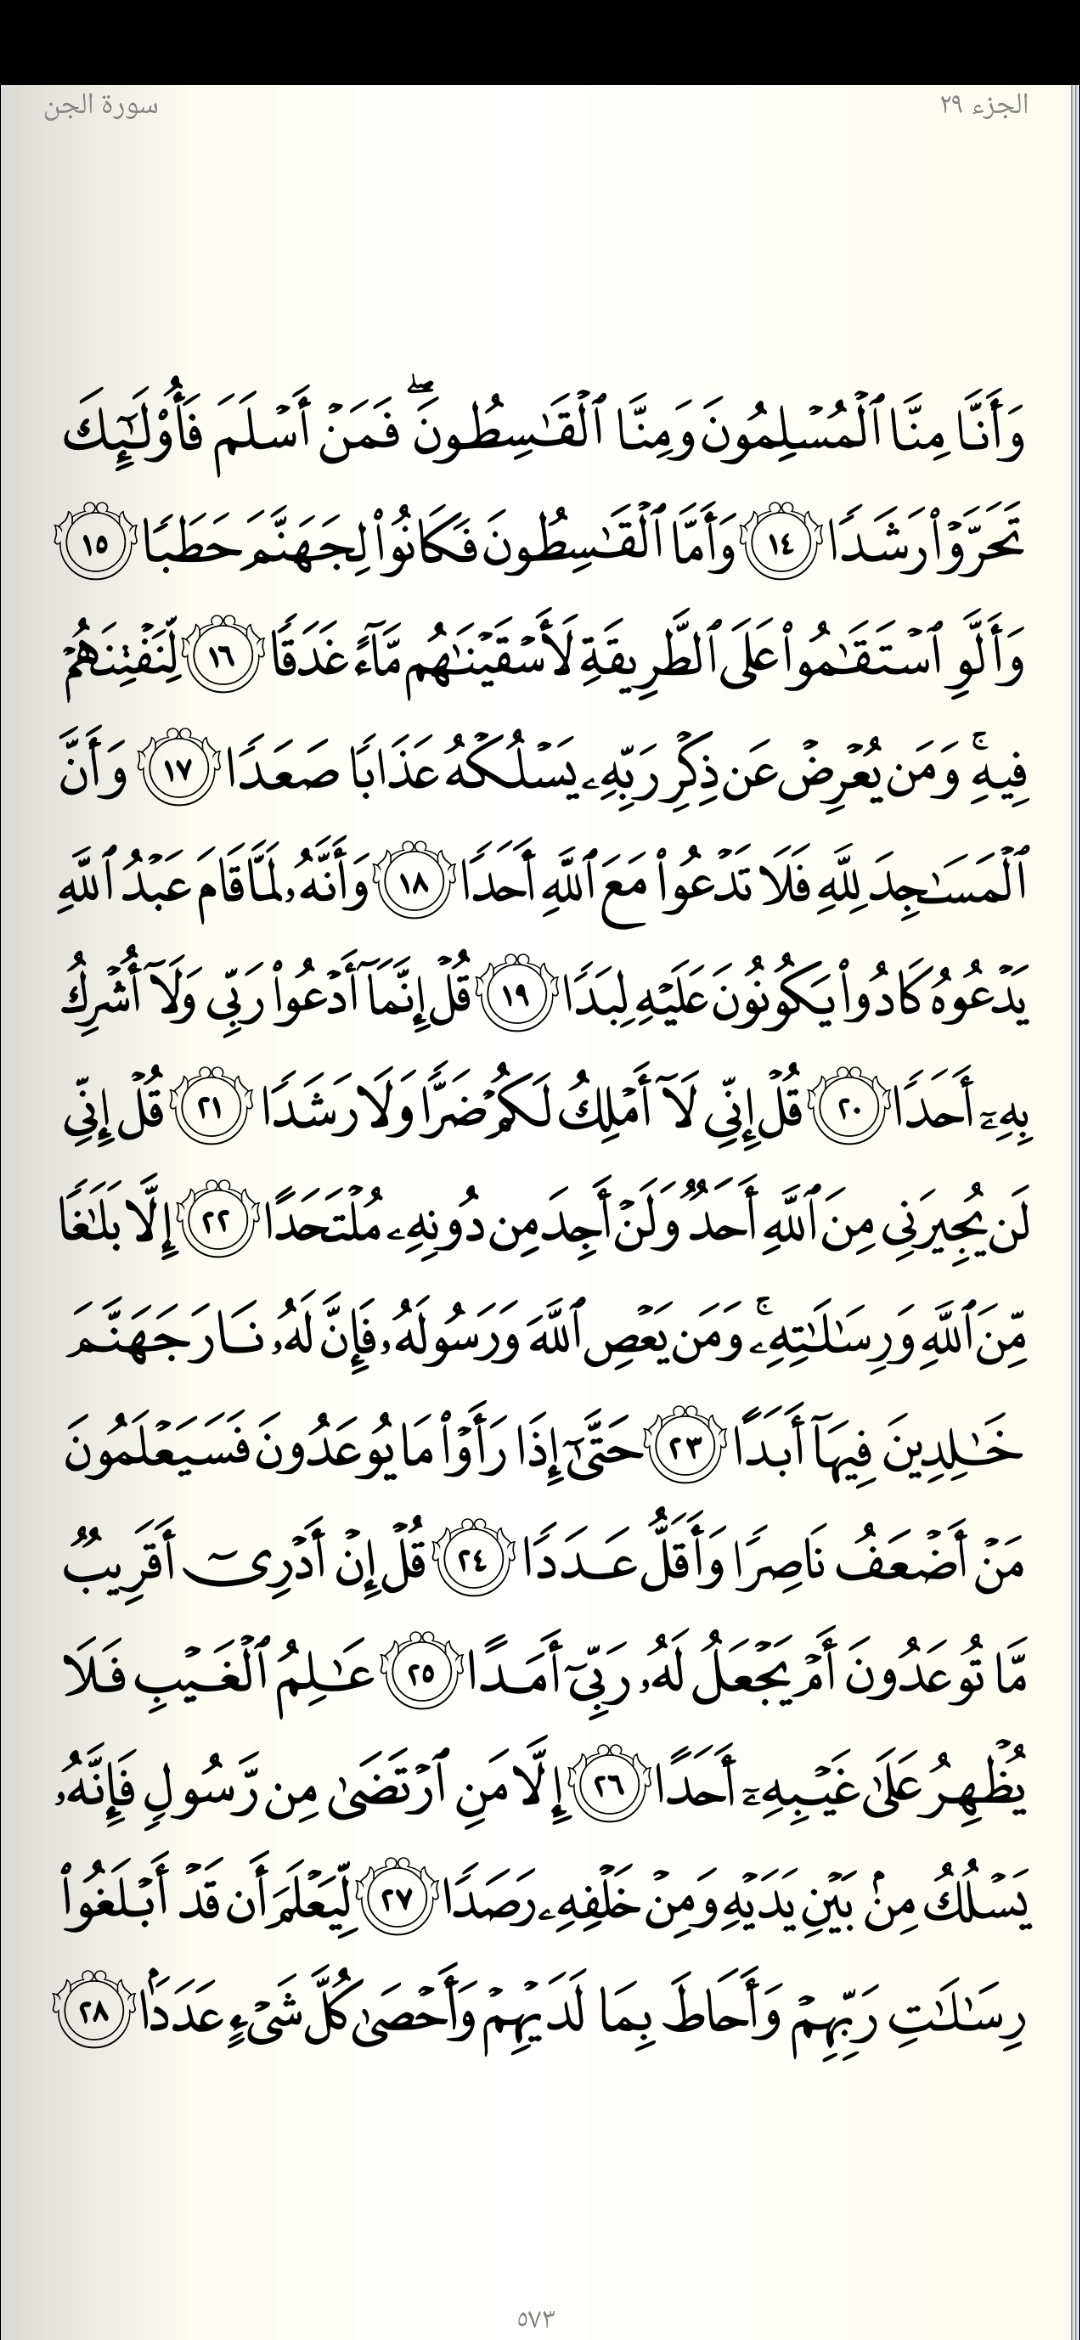 الجزء ٢٩
سورة الجن
وَأَنَّا مِنَّا ٱلْمُسْلِمُونَ وَمِنَّا ٱلْقَـٰسِطُونَ ۖ فَمَنْ أَسْلَمَ فَأُو۟لَـٰٓئِكَ
تَحَرَّوْا۟ رَشَدًا ١٤ وَأَمَّا ٱلْقَـٰسِطُونَ فَكَانُوا۟ لِجَهَنَّمَ حَطَبًا ١٥
وَأَلَّوِ ٱسْتَقَـٰمُوا۟ عَلَى ٱلطَّرِيقَةِ لَأَسْقَيْنَـٰهُم مَّآءً غَدَقًا ١٦ لِّنَفْتِنَهُمْ
فِيهِ ۚ وَمَن يُعْرِضْ عَن ذِكْرِ رَبِّهِۦ يَسْلُكْهُ عَذَابًا صَعَدًا ١٧ وَأَنَّ
ٱلْمَسَـٰجِدَ لِلَّهِ فَلَا تَدْعُوا۟ مَعَ ٱللَّهِ أَحَدًا ١٨ وَأَنَّهُۥ لَمَّا قَامَ عَبْدُ ٱللَّهِ
يَدْعُوهُ كَادُوا۟ يَكُونُونَ عَلَيْهِ لِبَدًا ١٩ قُلْ إِنَّمَآ أَدْعُوا۟ رَبِّى وَلَآ أُشْرِكُ
بِهِۦٓ أَحَدًا ٢٠ قُلْ إِنِّى لَآ أَمْلِكُ لَكُمْ ضَرًّا وَلَا رَشَدًا ٢١ قُلْ إِنِّى
لَن يُجِيرَنِى مِنَ ٱللَّهِ أَحَدٌ وَلَنْ أَجِدَ مِن دُونِهِۦ مُلْتَحَدًا ٢٢ إِلَّا بَلَـٰغًا
مِّنَ ٱللَّهِ وَرِسَـٰلَـٰتِهِۦ ۚ وَمَن يَعْصِ ٱللَّهَ وَرَسُولَهُۥ فَإِنَّ لَهُۥ نَارَ جَهَنَّمَ
خَـٰلِدِينَ فِيهَآ أَبَدًا ٢٣ حَتَّىٰٓ إِذَا رَأَوْا۟ مَا يُوعَدُونَ فَسَيَعْلَمُونَ
مَنْ أَضْعَفُ نَاصِرًا وَأَقَلُّ عَدَدًا ٢٤ قُلْ إِنْ أَدْرِىٓ أَقَرِيبٌ
مَّا تُوعَدُونَ أَمْ يَجْعَلُ لَهُۥ رَبِّىٓ أَمَدًا ٢٥ عَـٰلِمُ ٱلْغَيْبِ فَلَا
يُظْهِرُ عَلَىٰ غَيْبِهِۦٓ أَحَدًا ٢٦ إِلَّا مَنِ ٱرْتَضَىٰ مِن رَّسُولٍ فَإِنَّهُۥ
يَسْلُكُ مِنۢ بَيْنِ يَدَيْهِ وَمِنْ خَلْفِهِۦ رَصَدًا ٢٧ لِّيَعْلَمَ أَن قَدْ أَبْلَغُوا۟
رِسَـٰلَـٰتِ رَبِّهِمْ وَأَحَاطَ بِمَا لَدَيْهِمْ وَأَحْصَىٰ كُلَّ شَىْءٍ عَدَدًۢا ٢٨
٥٧٣